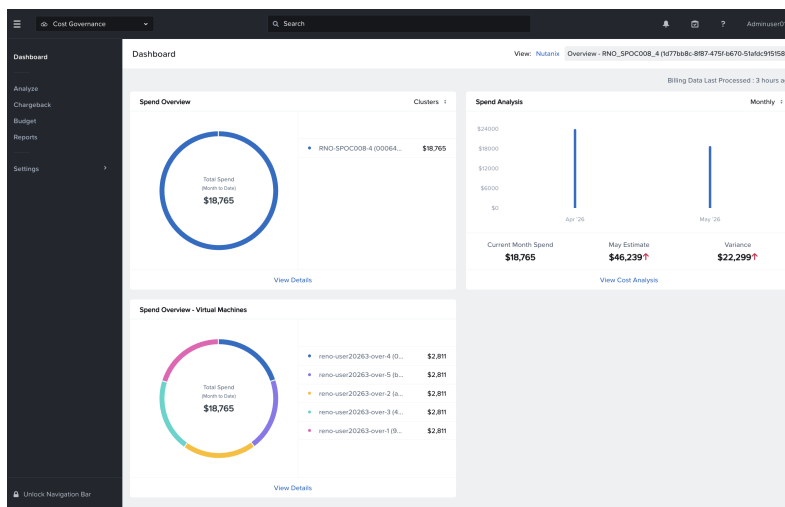 Cost Governance
Search
?
Adminuser0
Dashboard
Analyze
Chargeback
Budget
Reports
Settings
Unlock Navigation Bar
Dashboard
View: Nutanix Overview - RNO_SPOC008_4 (1d77bb8c-8f87-475f-b670-51afdc915158
Billing Data Last Processed : 3 hours a
Spend Overview
Clusters
Total Spend
(Month to Date)
$18,765
RNO-SPOC008-4 (00064... $18,765
View Details
Spend Analysis
Monthly
$24000
$18000
$12000
$6000
$0
Apr '26
May '26
Current Month Spend
$18,765
May Estimate
$46,239
Variance
$22,299
View Cost Analysis
Spend Overview - Virtual Machines
Total Spend
(Month to Date)
$18,765
reno-user20263-over-4 (0... $2,811
reno-user20263-over-5 (b... $2,811
reno-user20263-over-2 (a... $2,811
reno-user20263-over-3 (4... $2,811
reno-user20263-over-1 (9... $2,811
View Details